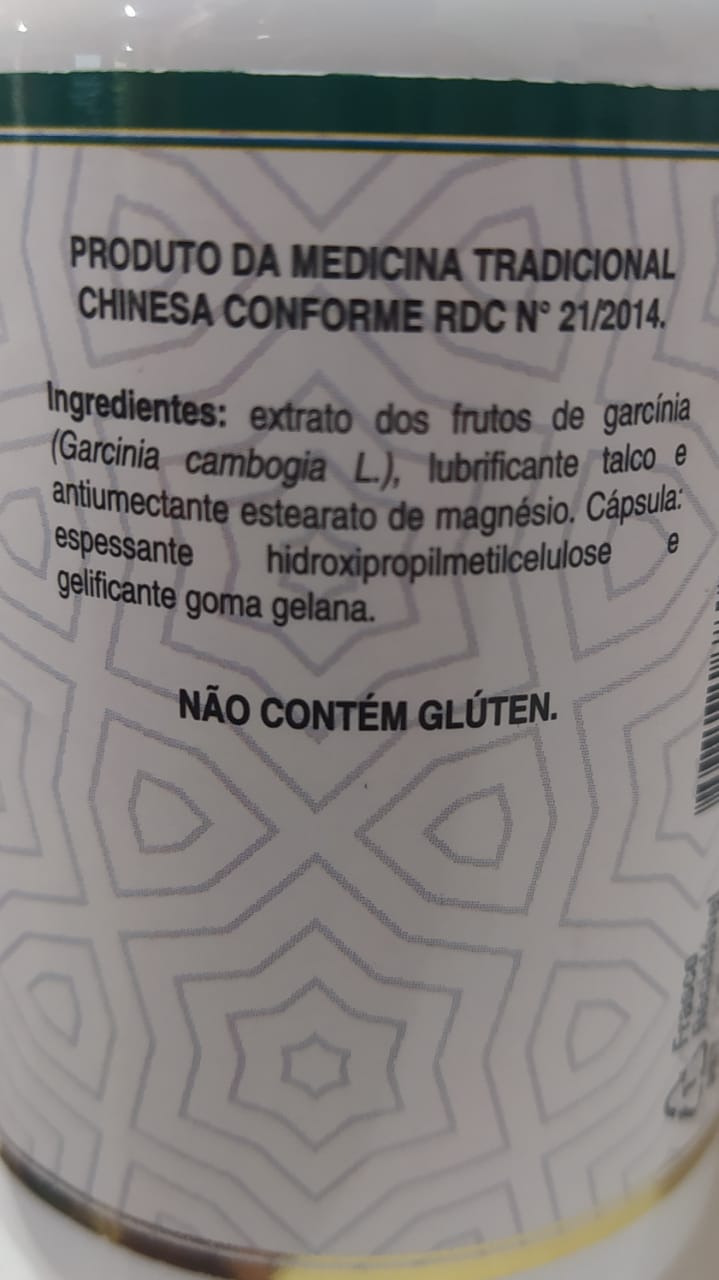 PRODUTO DA MEDICINA TRADICIONAL
CHINESA CONFORME RDC N° 21/2014.
Ingredientes: extrato dos frutos de garcínia
(Garcinia cambogia L.), lubrificante talco e
antiumectante estearato de magnésio. Cápsula:
espessante hidroxipropilmetilcelulose e
gelificante goma gelana.
NÃO CONTÉM GLÚTEN.
Frasco